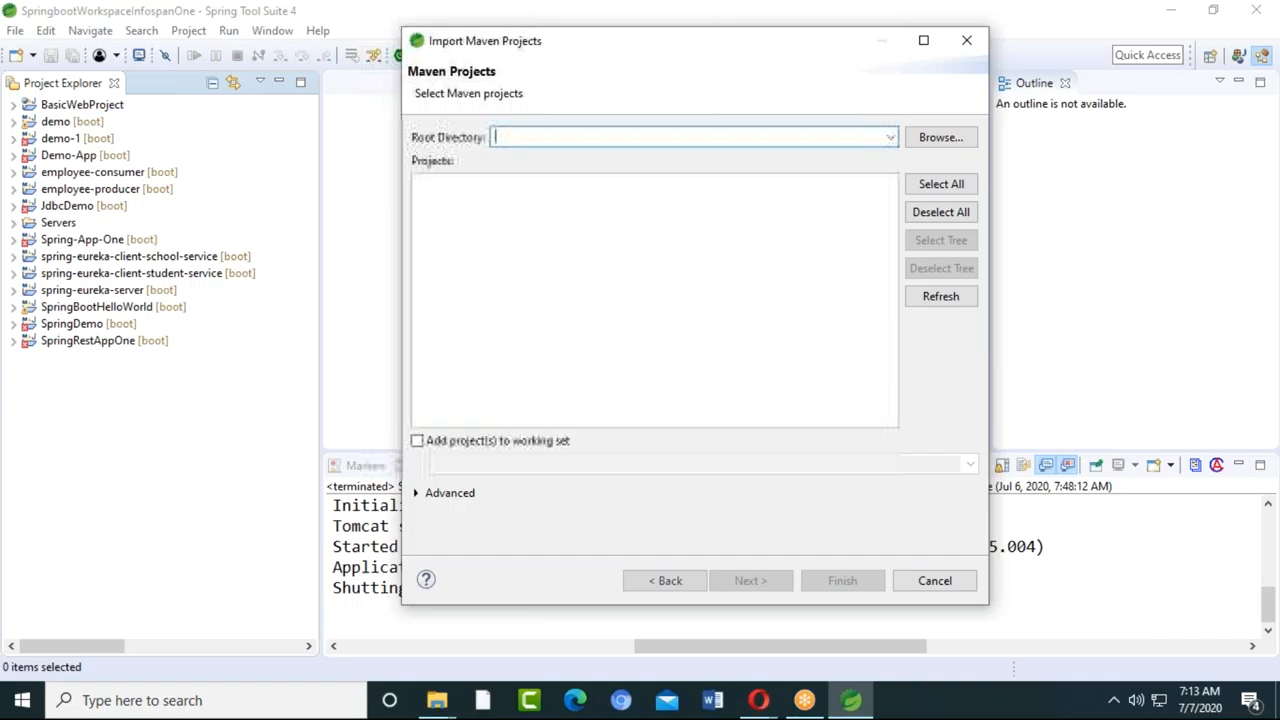 SpringbootWorkspaceInfospanOne - Spring Tool Suite 4
File Edit Navigate Search Project Run Window Help
Quick Access
Project Explorer
BasicWebProject
demo [boot]
demo-1 [boot]
Demo-App [boot]
employee-consumer [boot]
employee-producer [boot]
JdbcDemo [boot]
Servers
Spring-App-One [boot]
spring-eureka-client-school-service [boot]
spring-eureka-client-student-service [boot]
spring-eureka-server [boot]
SpringBootHelloWorld [boot]
SpringDemo [boot]
SpringRestAppOne [boot]
Import Maven Projects
Maven Projects
Select Maven projects
Root Directory:
Browse...
Projects:
Select All
Deselect All
Select Tree
Deselect Tree
Refresh
Add project(s) to working set
Advanced
< Back Next > Finish Cancel
Outline
An outline is not available.
<terminated> S
e (Jul 6, 2020, 7:48:12 AM)
Initiali
Tomcat s
Started 5.004)
Applicat
Shutting
0 items selected
Type here to search
7:13 AM
7/7/2020
4